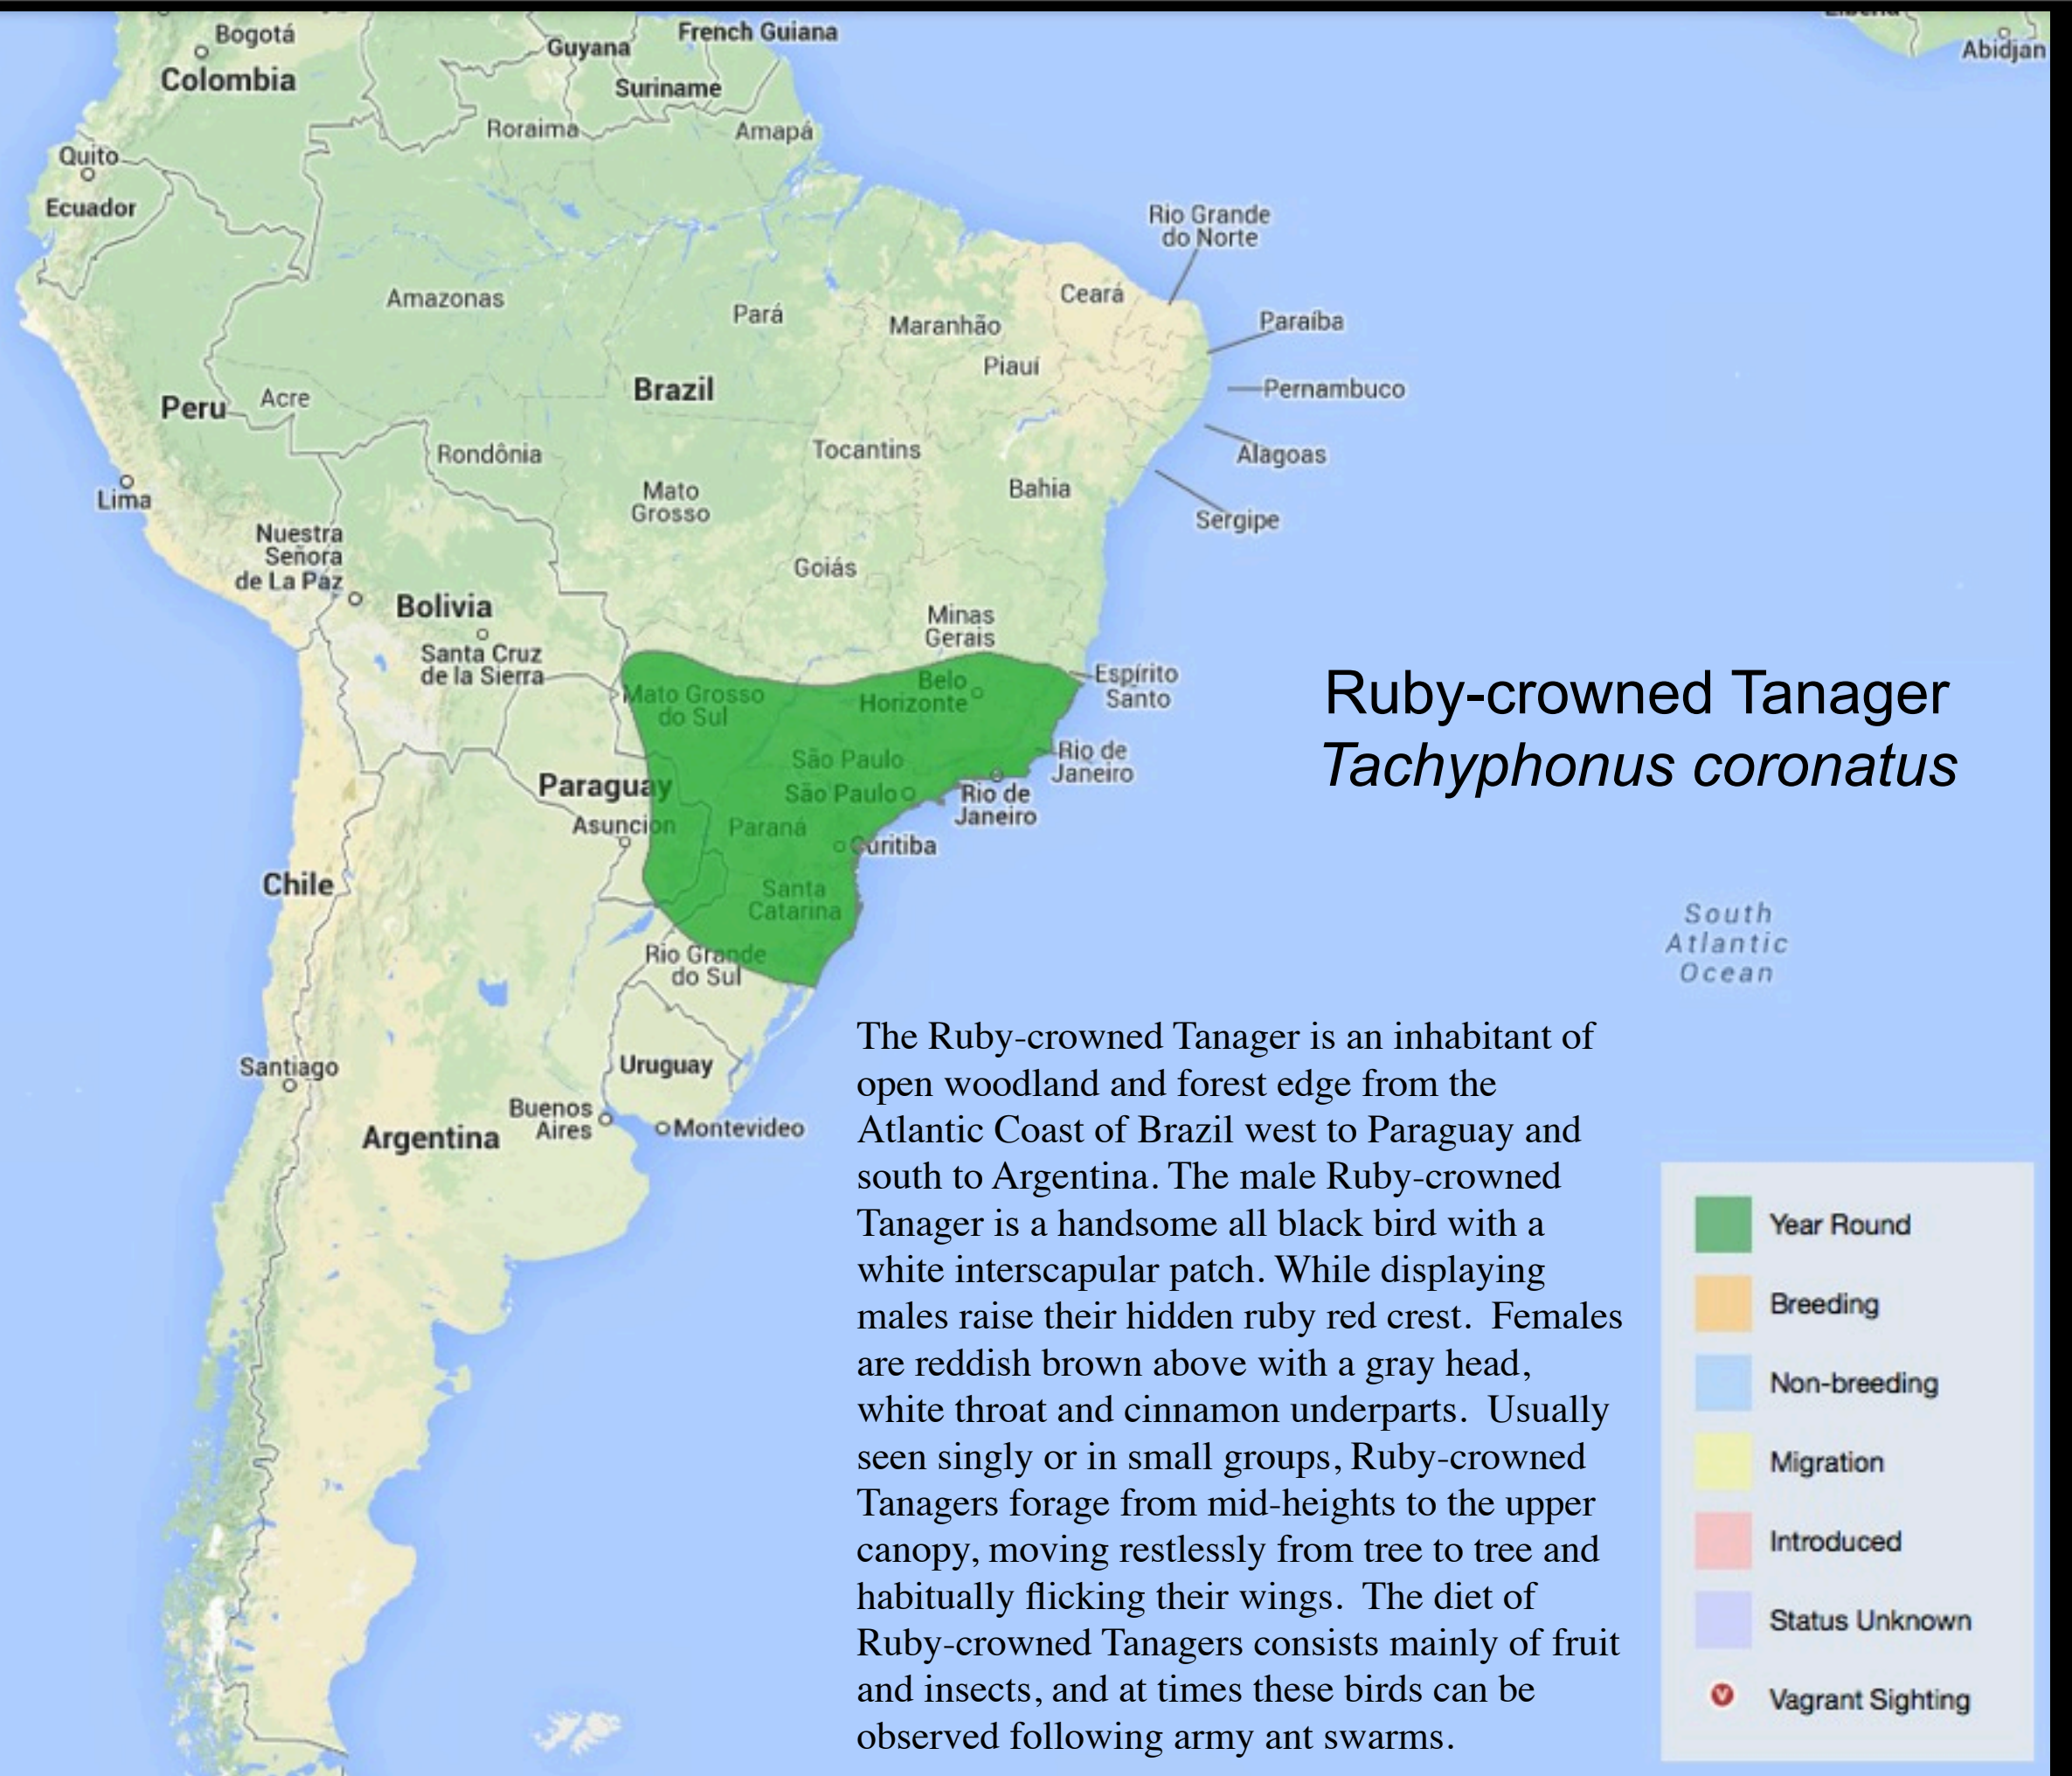 Liberia
Abidjan
Bogotá
Colombia
Guyana
French Guiana
Suriname
Roraima
Amapá
Quito
Ecuador
Rio Grande
do Norte
Amazonas
Pará
Maranhão
Ceará
Paraíba
Piauí
Brazil
Pernambuco
Peru
Acre
Rondônia
Tocantins
Alagoas
Lima
Mato
Grosso
Bahia
Sergipe
Nuestra
Señora
de La Paz
Goiás
Bolivia
Minas
Gerais
Santa Cruz
de la Sierra
Mato Grosso
do Sul
Belo
Horizonte
Espírito
Santo
Ruby-crowned Tanager
Tachyphonus coronatus
São Paulo
São Paulo
Rio de
Janeiro
Rio de
Janeiro
Paraguay
Asuncion
Paraná
Curitiba
Chile
Santa
Catarina
South
Atlantic
Ocean
Rio Grande
do Sul
Santiago
Uruguay
Buenos
Aires
Montevideo
Argentina
The Ruby-crowned Tanager is an inhabitant of
open woodland and forest edge from the
Atlantic Coast of Brazil west to Paraguay and
south to Argentina. The male Ruby-crowned
Tanager is a handsome all black bird with a
white interscapular patch. While displaying
males raise their hidden ruby red crest.  Females
are reddish brown above with a gray head,
white throat and cinnamon underparts.  Usually
seen singly or in small groups, Ruby-crowned
Tanagers forage from mid-heights to the upper
canopy, moving restlessly from tree to tree and
habitually flicking their wings.  The diet of
Ruby-crowned Tanagers consists mainly of fruit
and insects, and at times these birds can be
observed following army ant swarms.
Year Round
Breeding
Non-breeding
Migration
Introduced
Status Unknown
V Vagrant Sighting